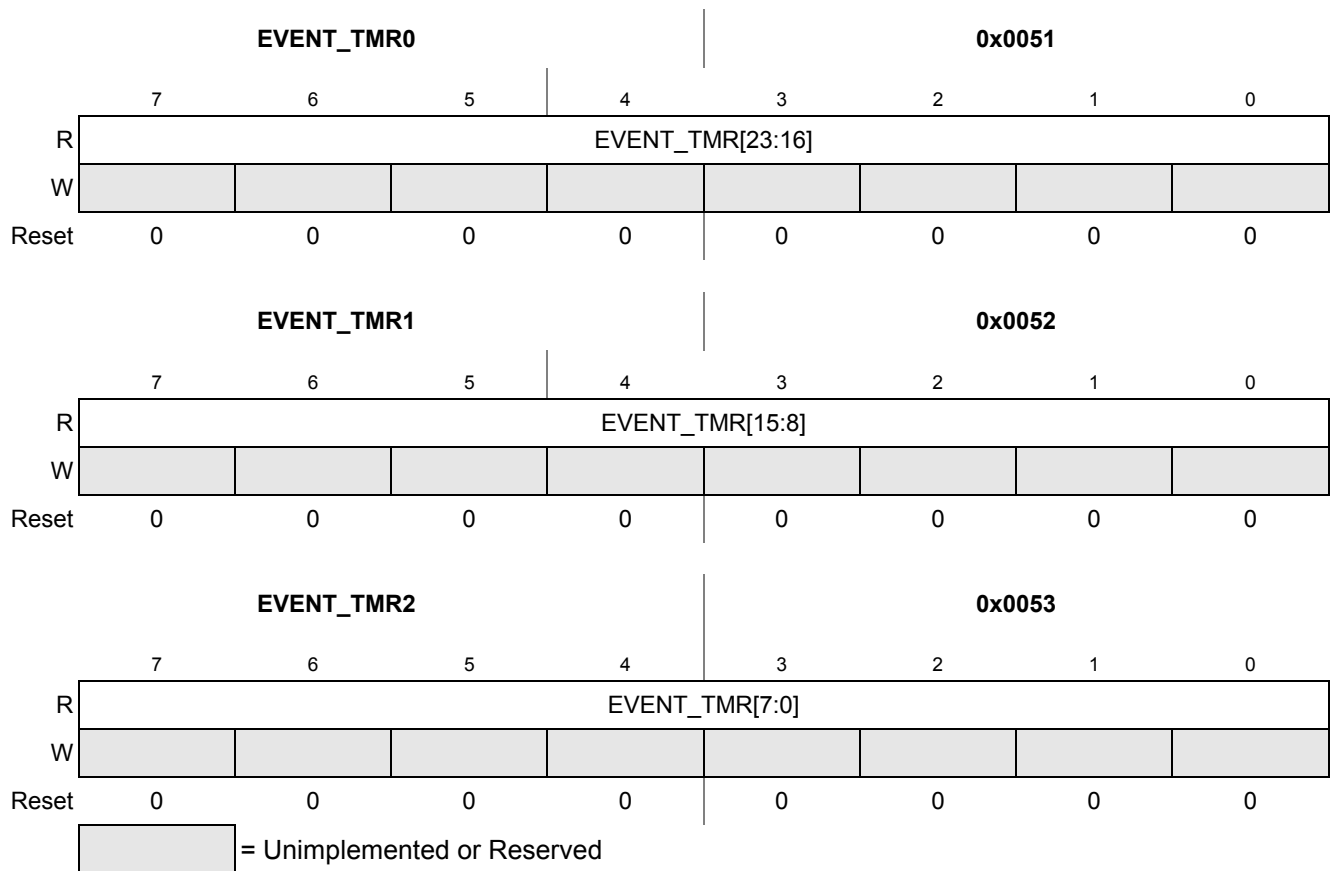 EVENT_TMR0 0x0051
7 6 5 4 3 2 1 0
R EVENT_TMR[23:16]
W
Reset 0 0 0 0 0 0 0 0
EVENT_TMR1 0x0052
7 6 5 4 3 2 1 0
R EVENT_TMR[15:8]
W
Reset 0 0 0 0 0 0 0 0
EVENT_TMR2 0x0053
7 6 5 4 3 2 1 0
R EVENT_TMR[7:0]
W
Reset 0 0 0 0 0 0 0 0
= Unimplemented or Reserved